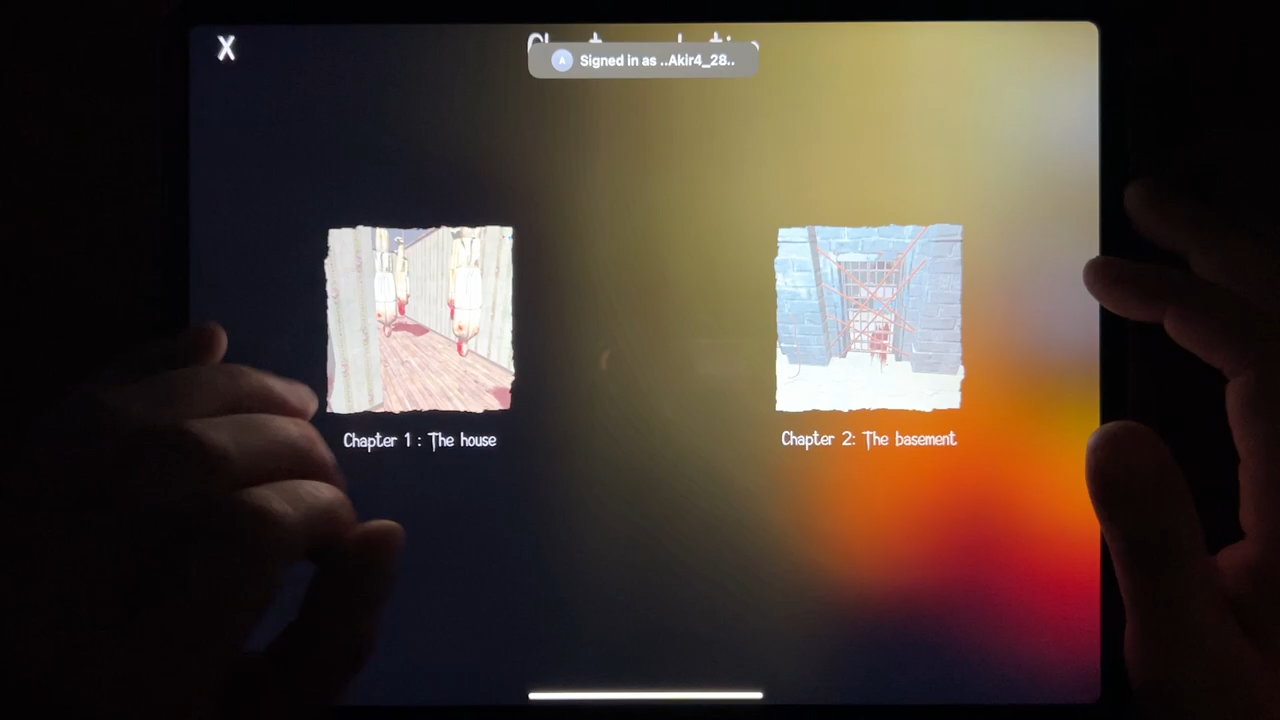 X
A
Signed in as ..Akir4_28..
Chapter 1 : The house
Chapter 2: The basement